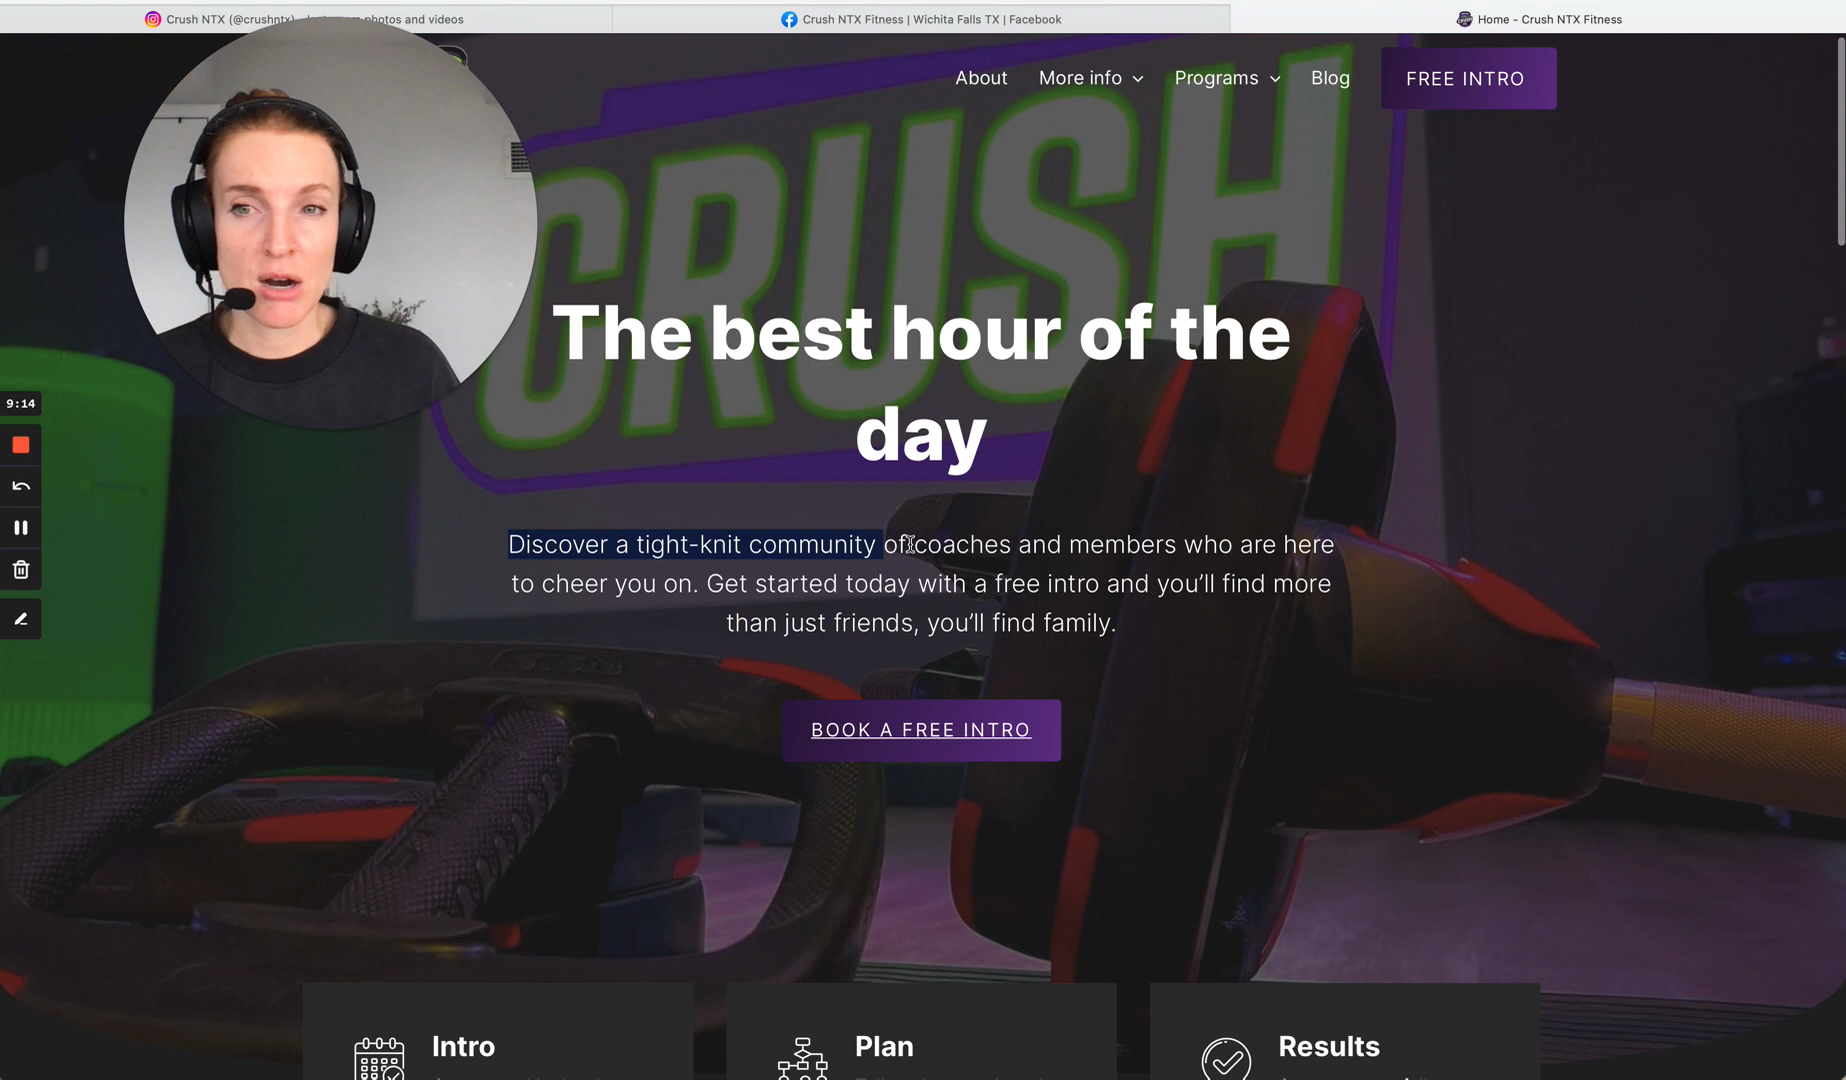 Crush NTX (@crushntx) photos and videos
Crush NTX Fitness | Wichita Falls TX | Facebook
Home - Crush NTX Fitness
About
More info
Programs
Blog
FREE INTRO
CRUSH
The best hour of the
day
9:14
Discover a tight-knit community of coaches and members who are here
to cheer you on. Get started today with a free intro and you’ll find more
than just friends, you’ll find family.
BOOK A FREE INTRO
Intro
Plan
Results